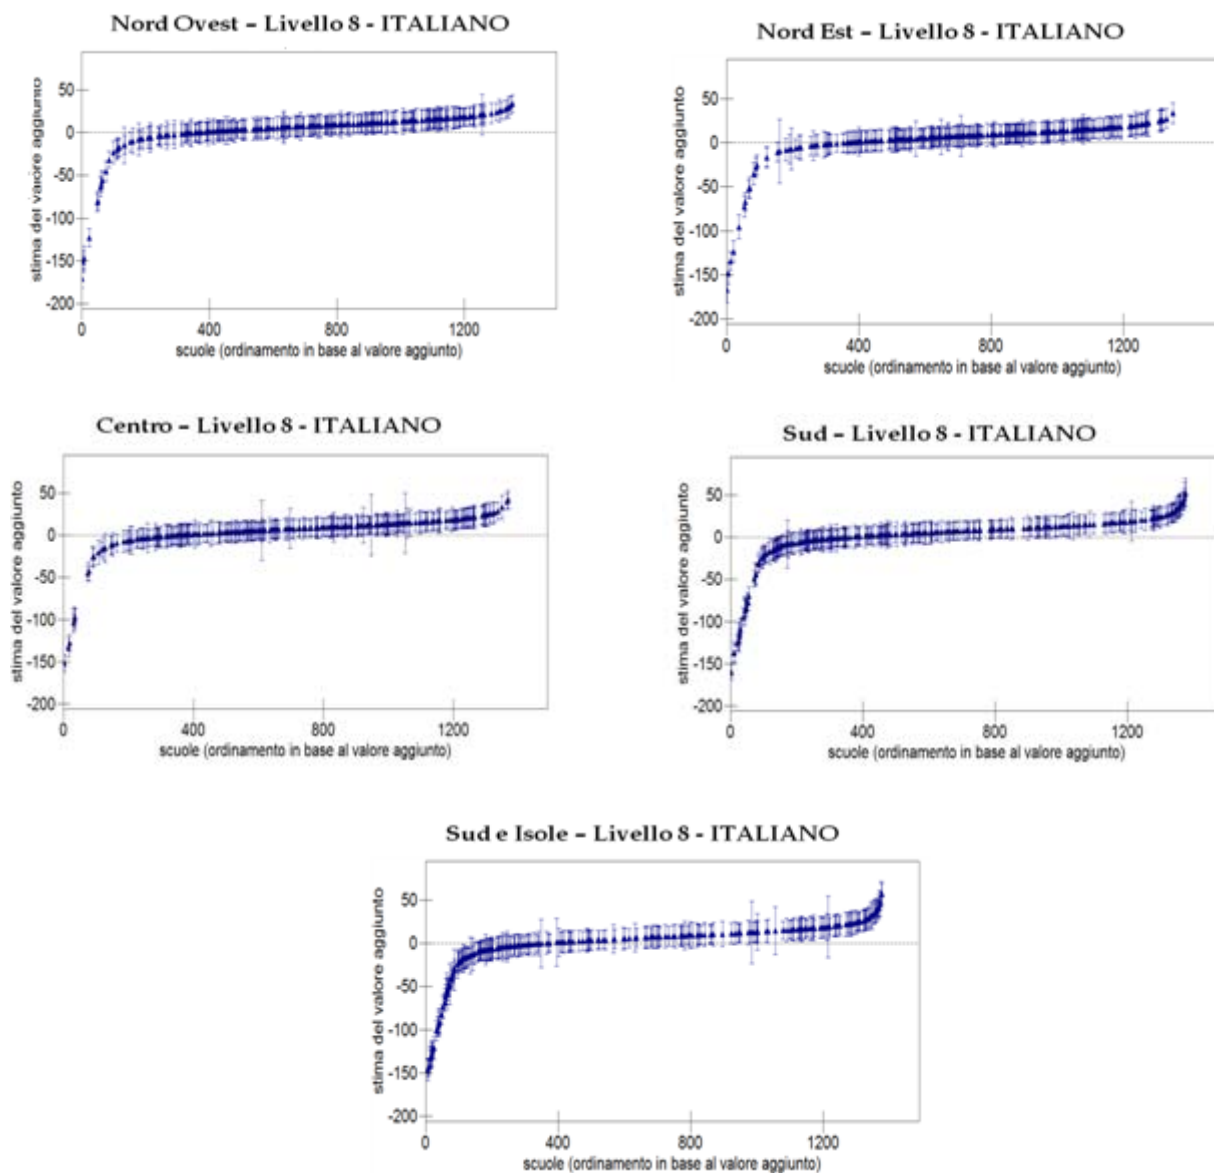 Nord Ovest – Livello 8 - ITALIANO
stima del valore aggiunto
50
0
-50
-100
-150
-200
0 400 800 1200
scuole (ordinamento in base al valore aggiunto)
Nord Est – Livello 8 - ITALIANO
stima del valore aggiunto
50
0
-50
-100
-150
-200
0 400 800 1200
scuole (ordinamento in base al valore aggiunto)
Centro – Livello 8 - ITALIANO
stima del valore aggiunto
50
0
-50
-100
-150
-200
0 400 800 1200
scuole (ordinamento in base al valore aggiunto)
Sud – Livello 8 - ITALIANO
stima del valore aggiunto
50
0
-50
-100
-150
-200
0 400 800 1200
scuole (ordinamento in base al valore aggiunto)
Sud e Isole – Livello 8 - ITALIANO
stima del valore aggiunto
50
0
-50
-100
-150
-200
0 400 800 1200
scuole (ordinamento in base al valore aggiunto)